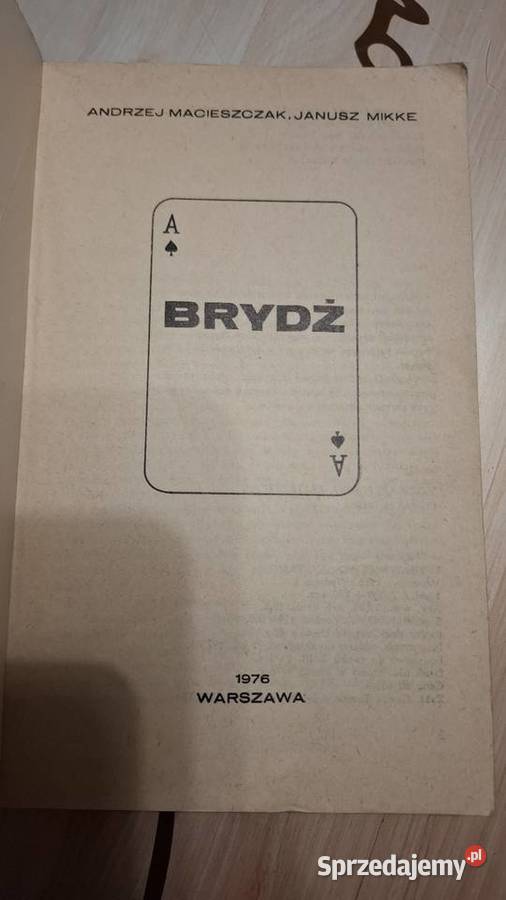 ANDRZEJ MACIESZCZAK, JANUSZ MIKKE
A
BRYDŻ
A
1976
WARSZAWA
Sprzedajemy.pl